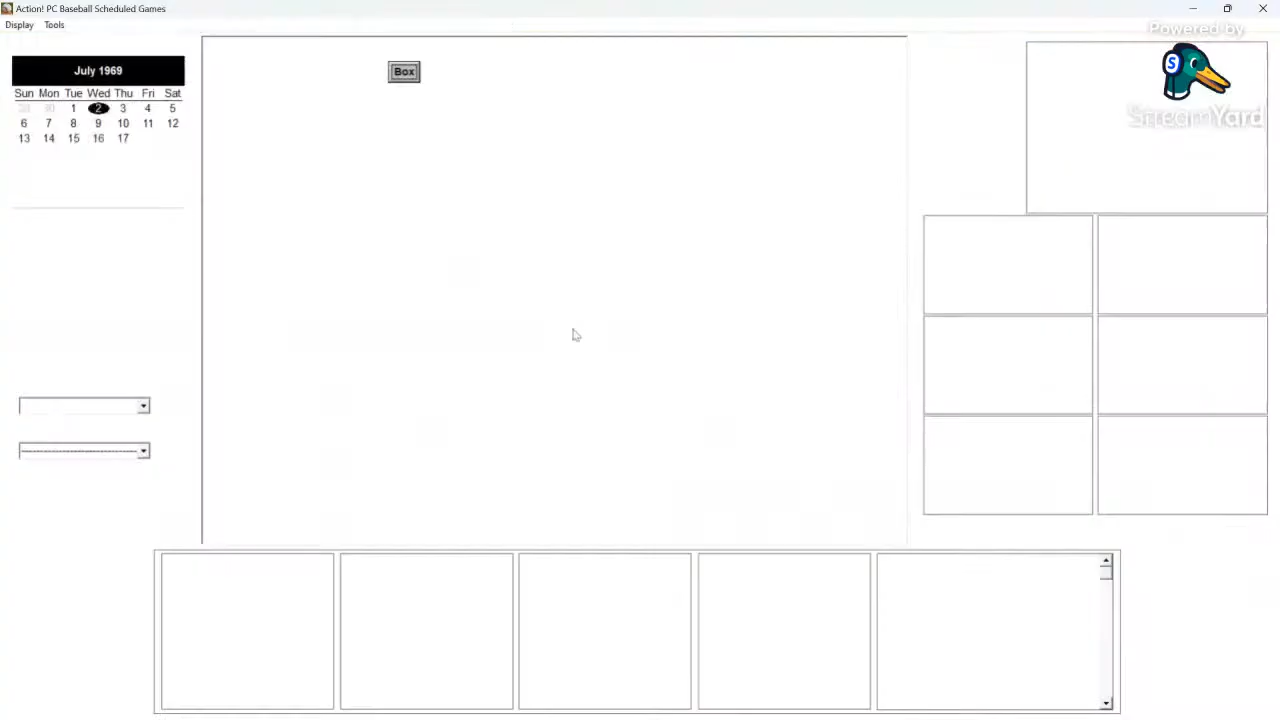 Action! PC Baseball Scheduled Games
Display Tools
Powered by
StreamYard
S
July 1969
Sun Mon Tue Wed Thu Fri Sat
30 1 2 3 4 5
6 7 8 9 10 11 12
13 14 15 16 17
Box